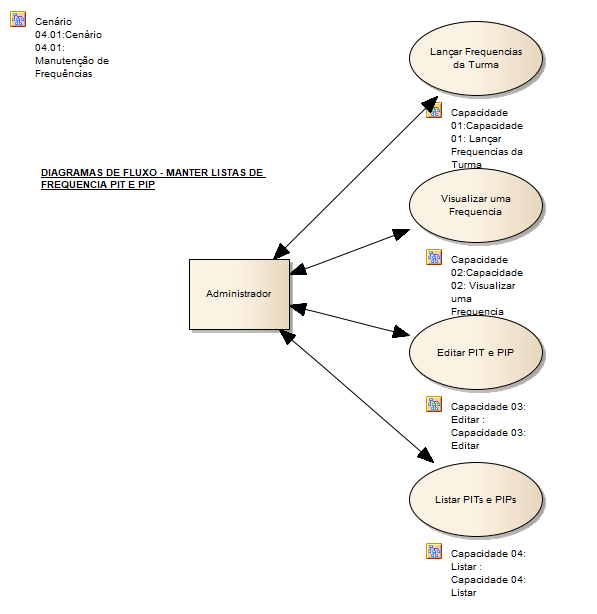 Cenário
04.01:Cenário
04.01:
Manutenção de
Frequências
DIAGRAMAS DE FLUXO - MANTER LISTAS DE
FREQUENCIA PIT E PIP
Administrador
Lançar Frequencias
da Turma
Capacidade
01:Capacidade
01: Lançar
Frequencias da
Turma
Visualizar uma
Frequencia
Capacidade
02:Capacidade
02: Visualizar
uma
Frequencia
Editar PIT e PIP
Capacidade 03:
Editar :
Capacidade 03:
Editar
Listar PITs e PIPs
Capacidade 04:
Listar :
Capacidade 04:
Listar